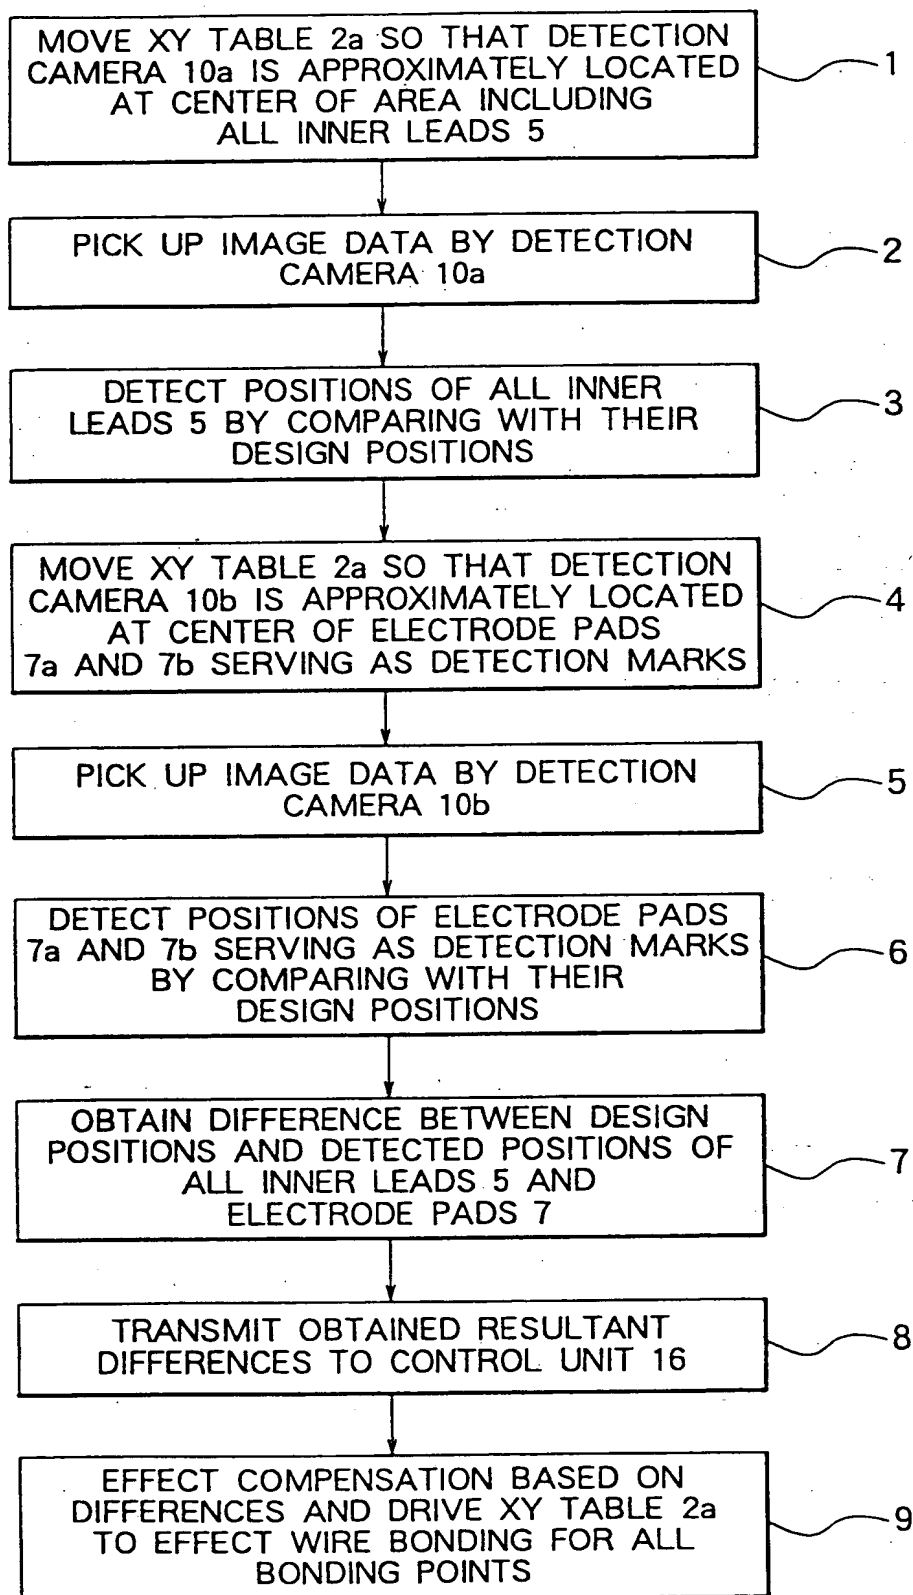 MOVE XY TABLE 2a SO THAT DETECTION
CAMERA 10a IS APPROXIMATELY LOCATED
AT CENTER OF AREA INCLUDING
ALL INNER LEADS 5
1
PICK UP IMAGE DATA BY DETECTION
CAMERA 10a
2
DETECT POSITIONS OF ALL INNER
LEADS 5 BY COMPARING WITH THEIR
DESIGN POSITIONS
3
MOVE XY TABLE 2a SO THAT DETECTION
CAMERA 10b IS APPROXIMATELY LOCATED
AT CENTER OF ELECTRODE PADS
7a AND 7b SERVING AS DETECTION MARKS
4
PICK UP IMAGE DATA BY DETECTION
CAMERA 10b
5
DETECT POSITIONS OF ELECTRODE PADS
7a AND 7b SERVING AS DETECTION MARKS
BY COMPARING WITH THEIR
DESIGN POSITIONS
6
OBTAIN DIFFERENCE BETWEEN DESIGN
POSITIONS AND DETECTED POSITIONS OF
ALL INNER LEADS 5 AND
ELECTRODE PADS 7
7
TRANSMIT OBTAINED RESULTANT
DIFFERENCES TO CONTROL UNIT 16
8
EFFECT COMPENSATION BASED ON
DIFFERENCES AND DRIVE XY TABLE 2a
TO EFFECT WIRE BONDING FOR ALL
BONDING POINTS
9